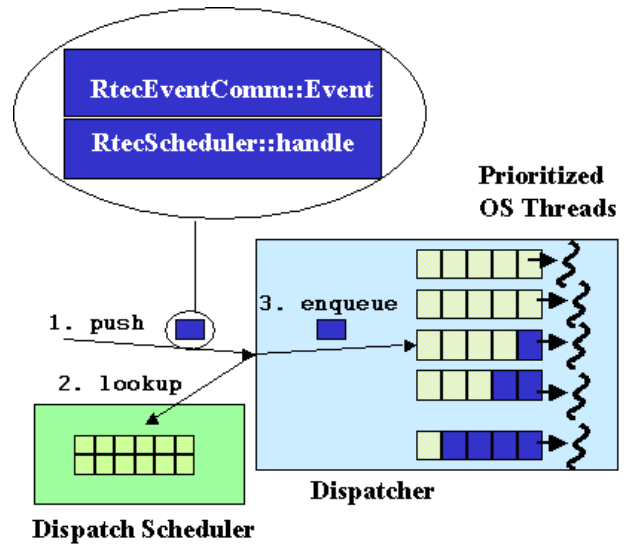 RtecEventComm::Event
RtecScheduler::handle
Prioritized
OS Threads
1. push
3. enqueue
2. lookup
Dispatcher
Dispatch Scheduler